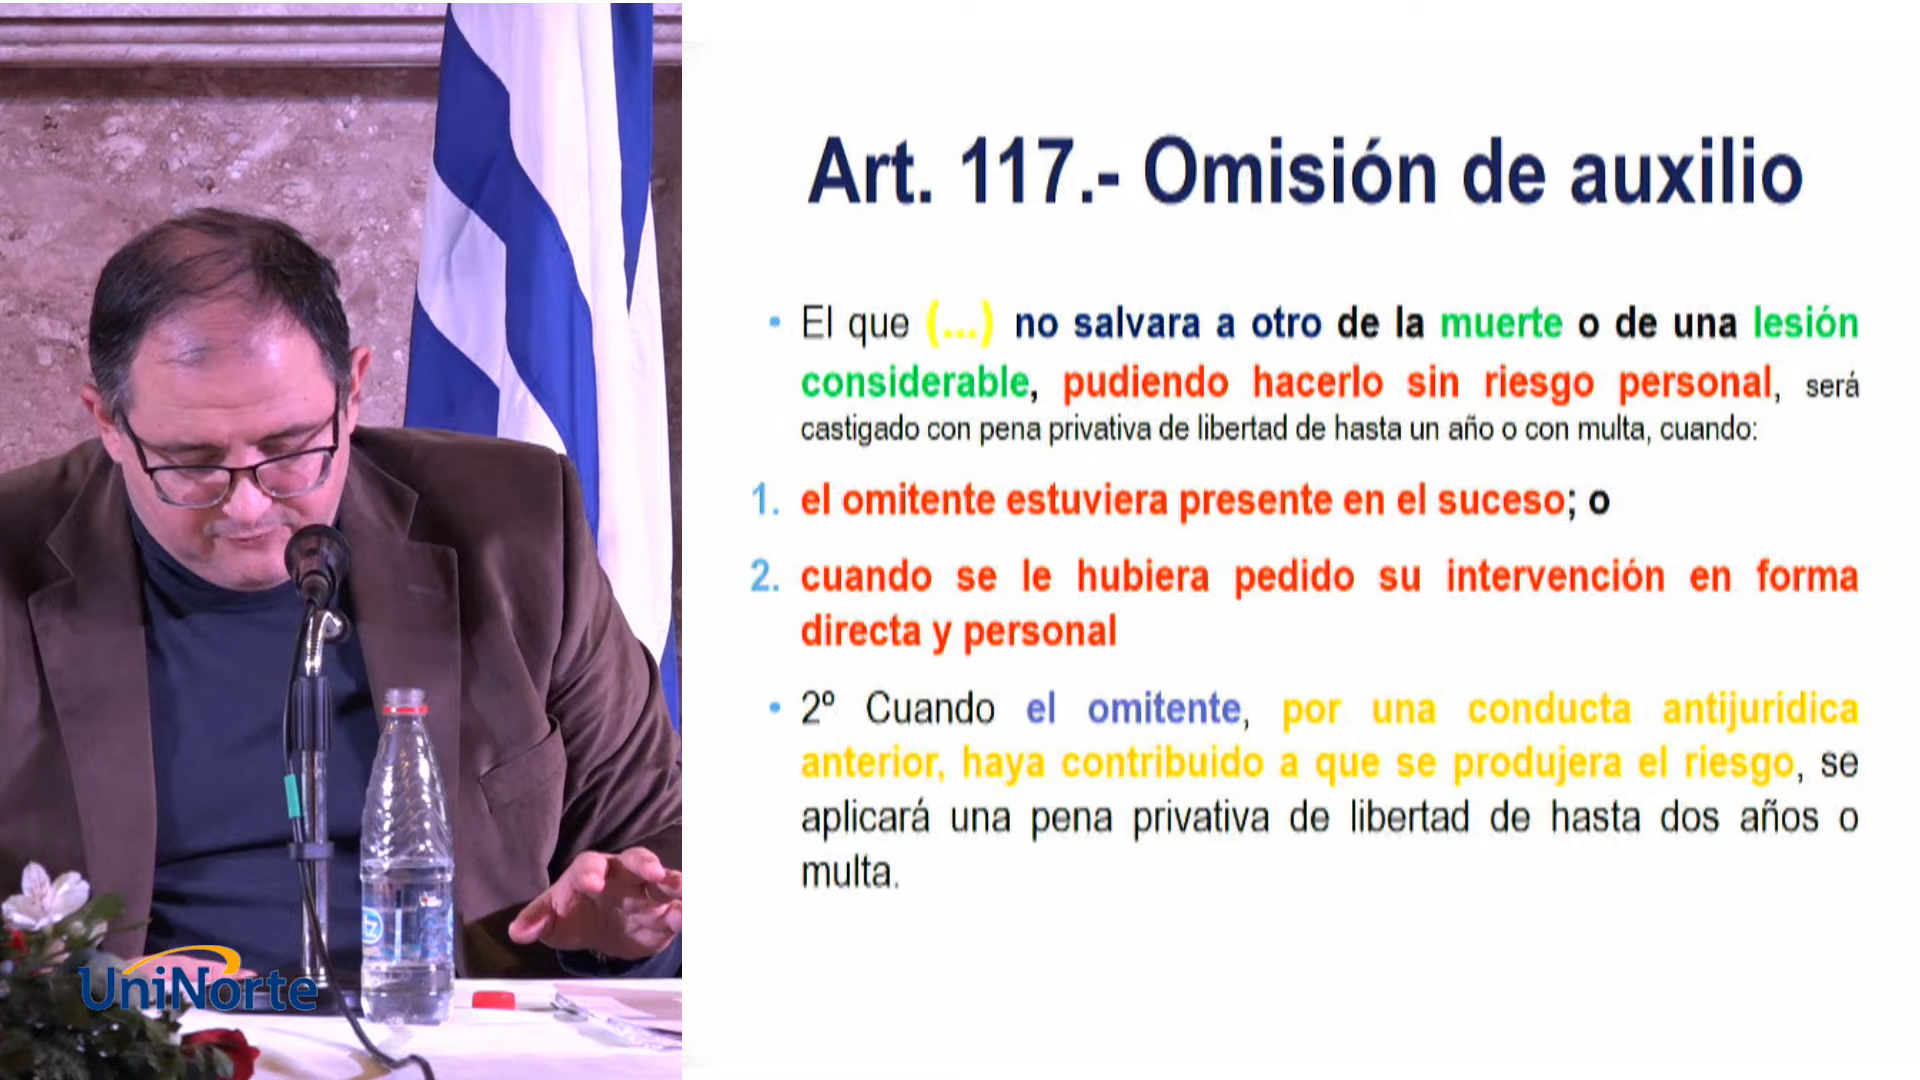 Art. 117.- Omisión de auxilio
• El que (...) no salvara a otro de la muerte o de una lesión
considerable, pudiendo hacerlo sin riesgo personal, será
castigado con pena privativa de libertad de hasta un año o con multa, cuando:
1. el omitente estuviera presente en el suceso; o
2. cuando se le hubiera pedido su intervención en forma
directa y personal
• 2º Cuando el omitente, por una conducta antijurídica
anterior, haya contribuido a que se produjera el riesgo, se
aplicará una pena privativa de libertad de hasta dos años o
multa.
UniNorte